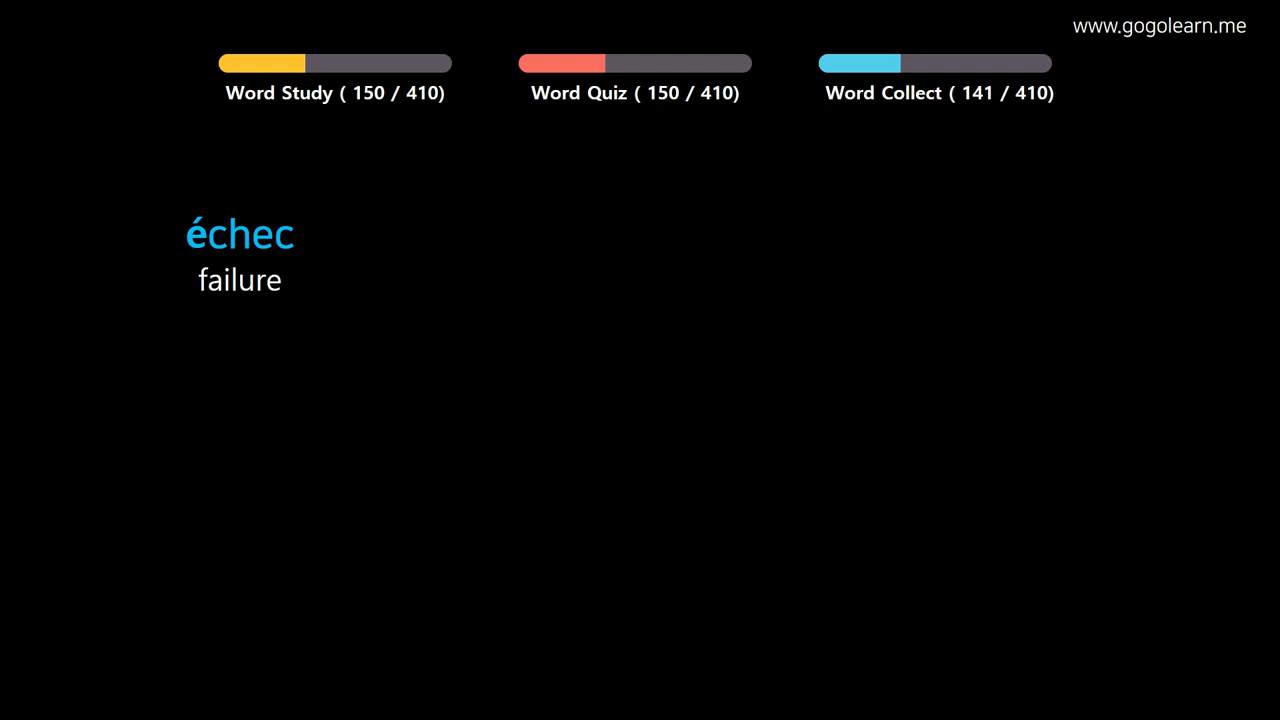 www.gogolearn.me
Word Study ( 150 / 410)
Word Quiz ( 150 / 410)
Word Collect ( 141 / 410)
échec
failure